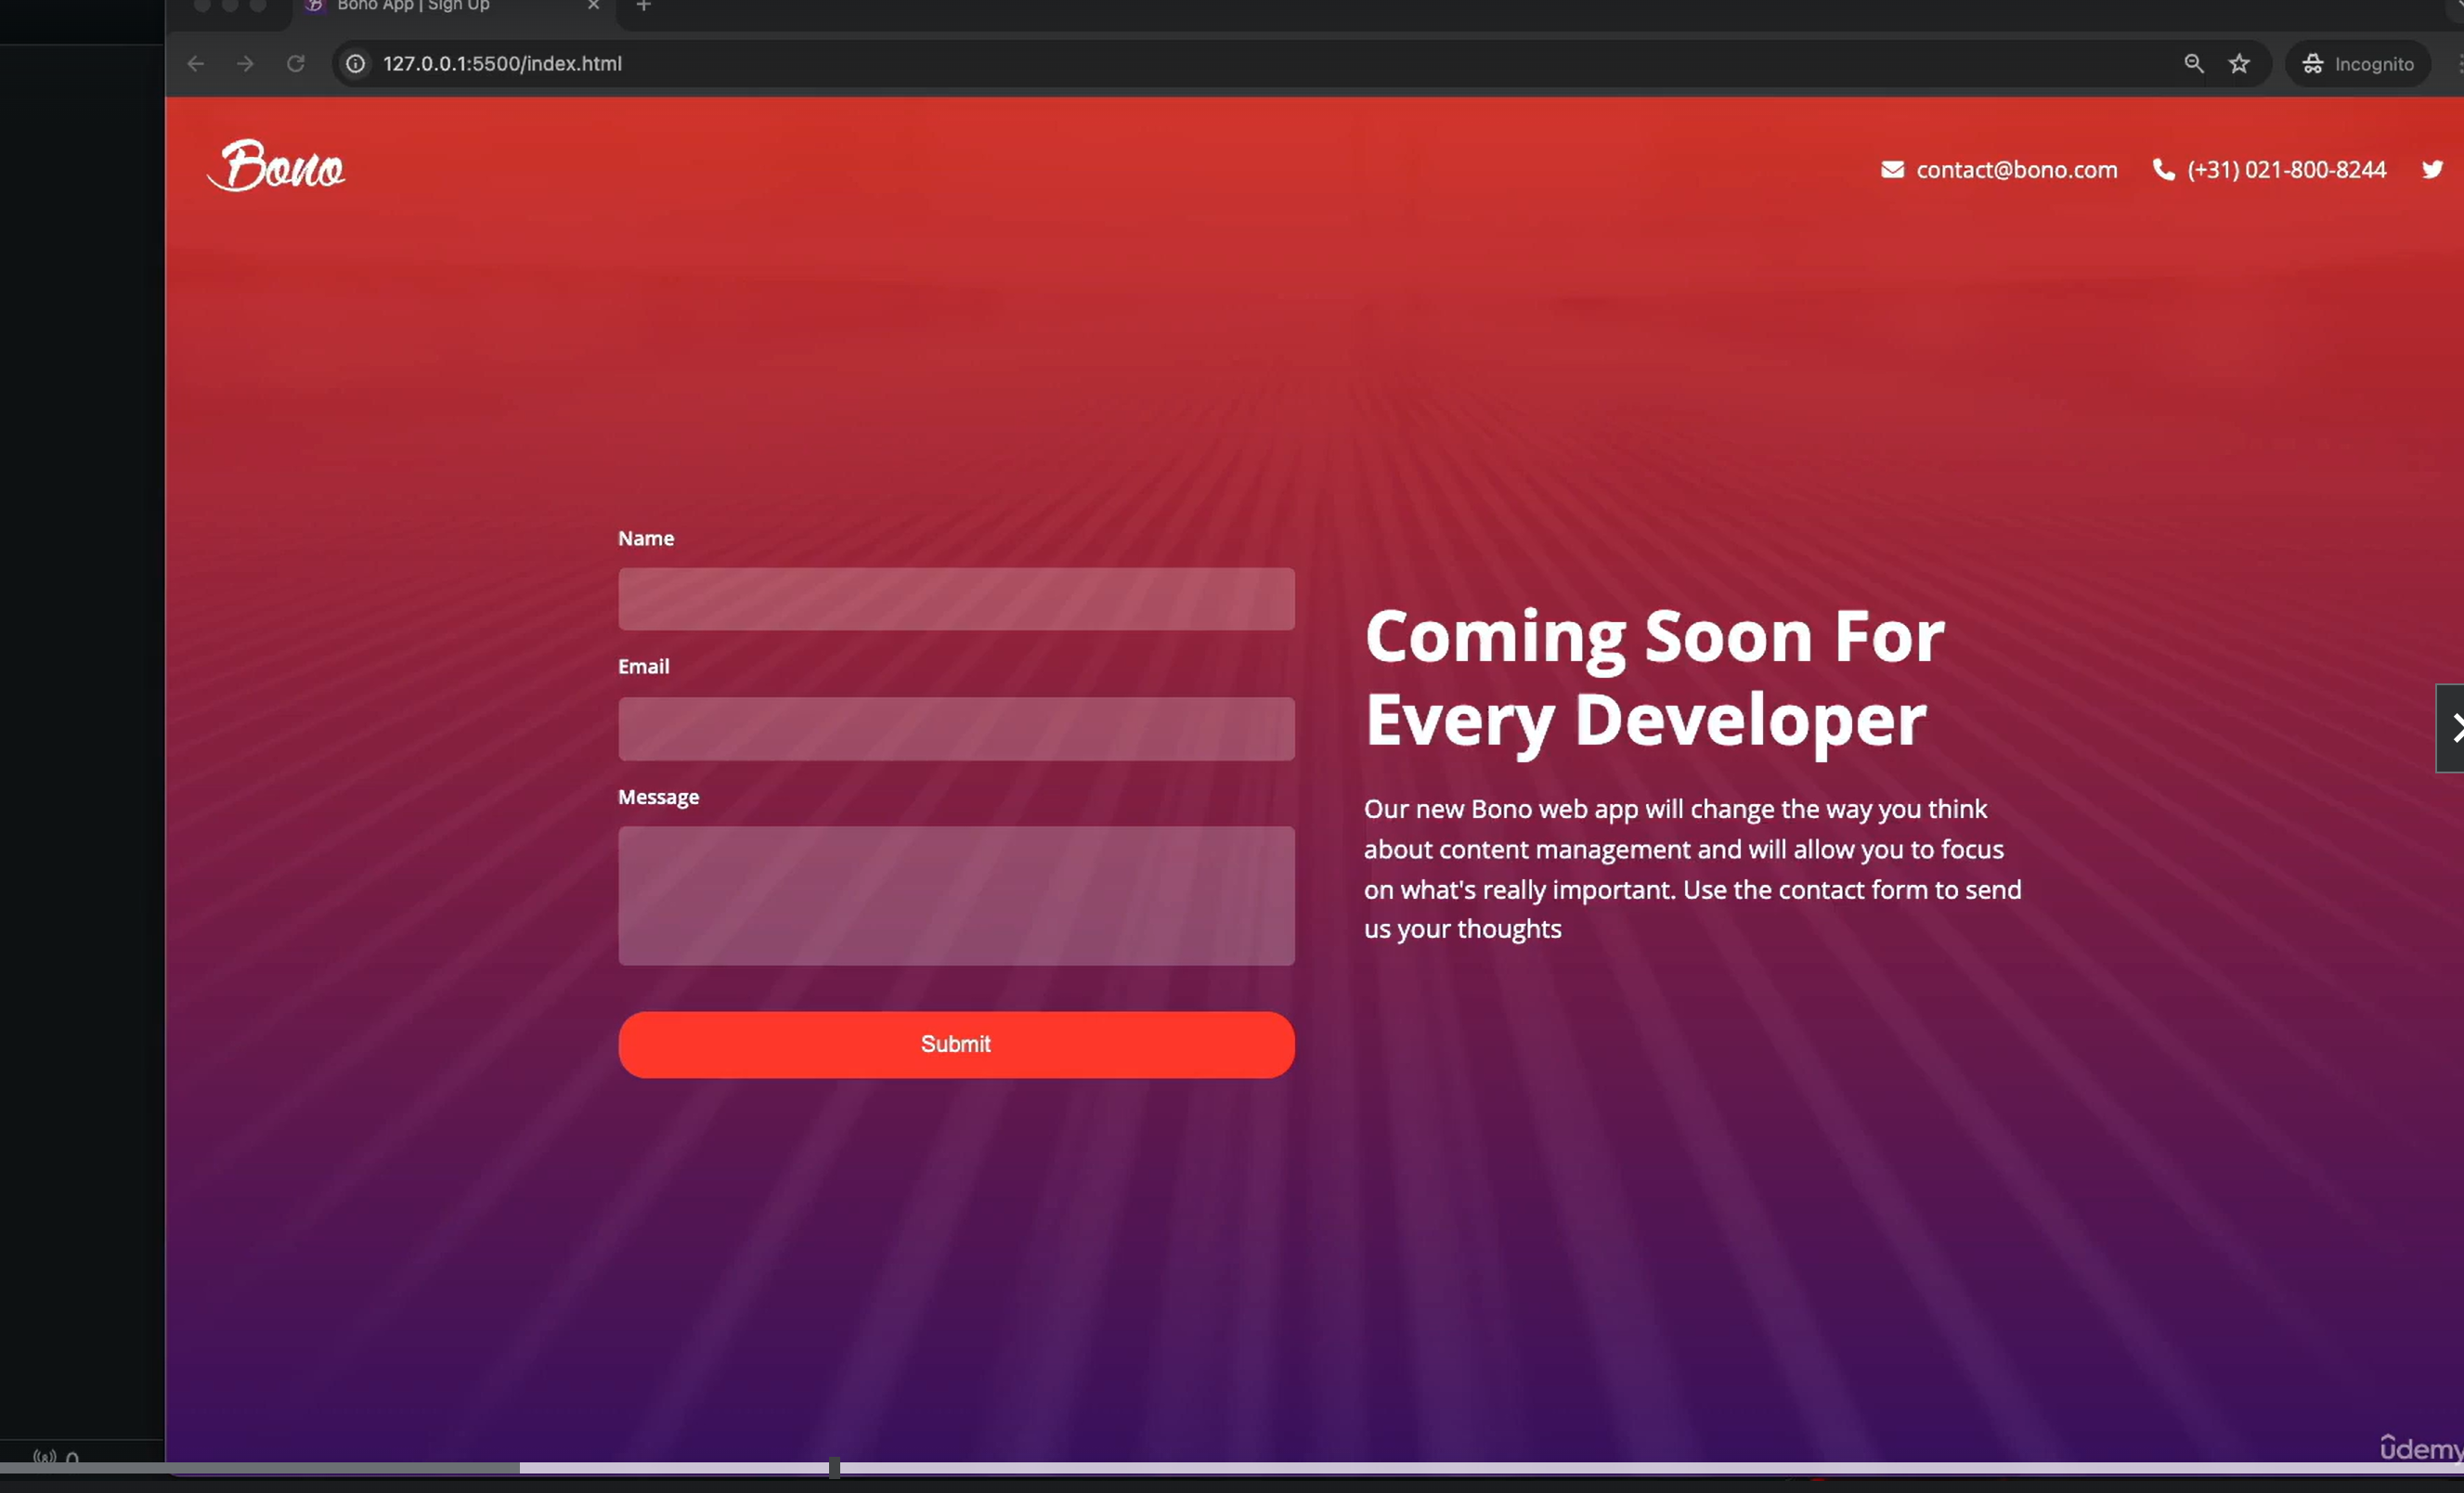 Bono App | Sign Up
127.0.0.1:5500/index.html
Incognito
Bono
contact@bono.com
(+31) 021-800-8244
Name
Email
Message
Submit
Coming Soon For
Every Developer
Our new Bono web app will change the way you think
about content management and will allow you to focus
on what's really important. Use the contact form to send
us your thoughts
0
ûdemy